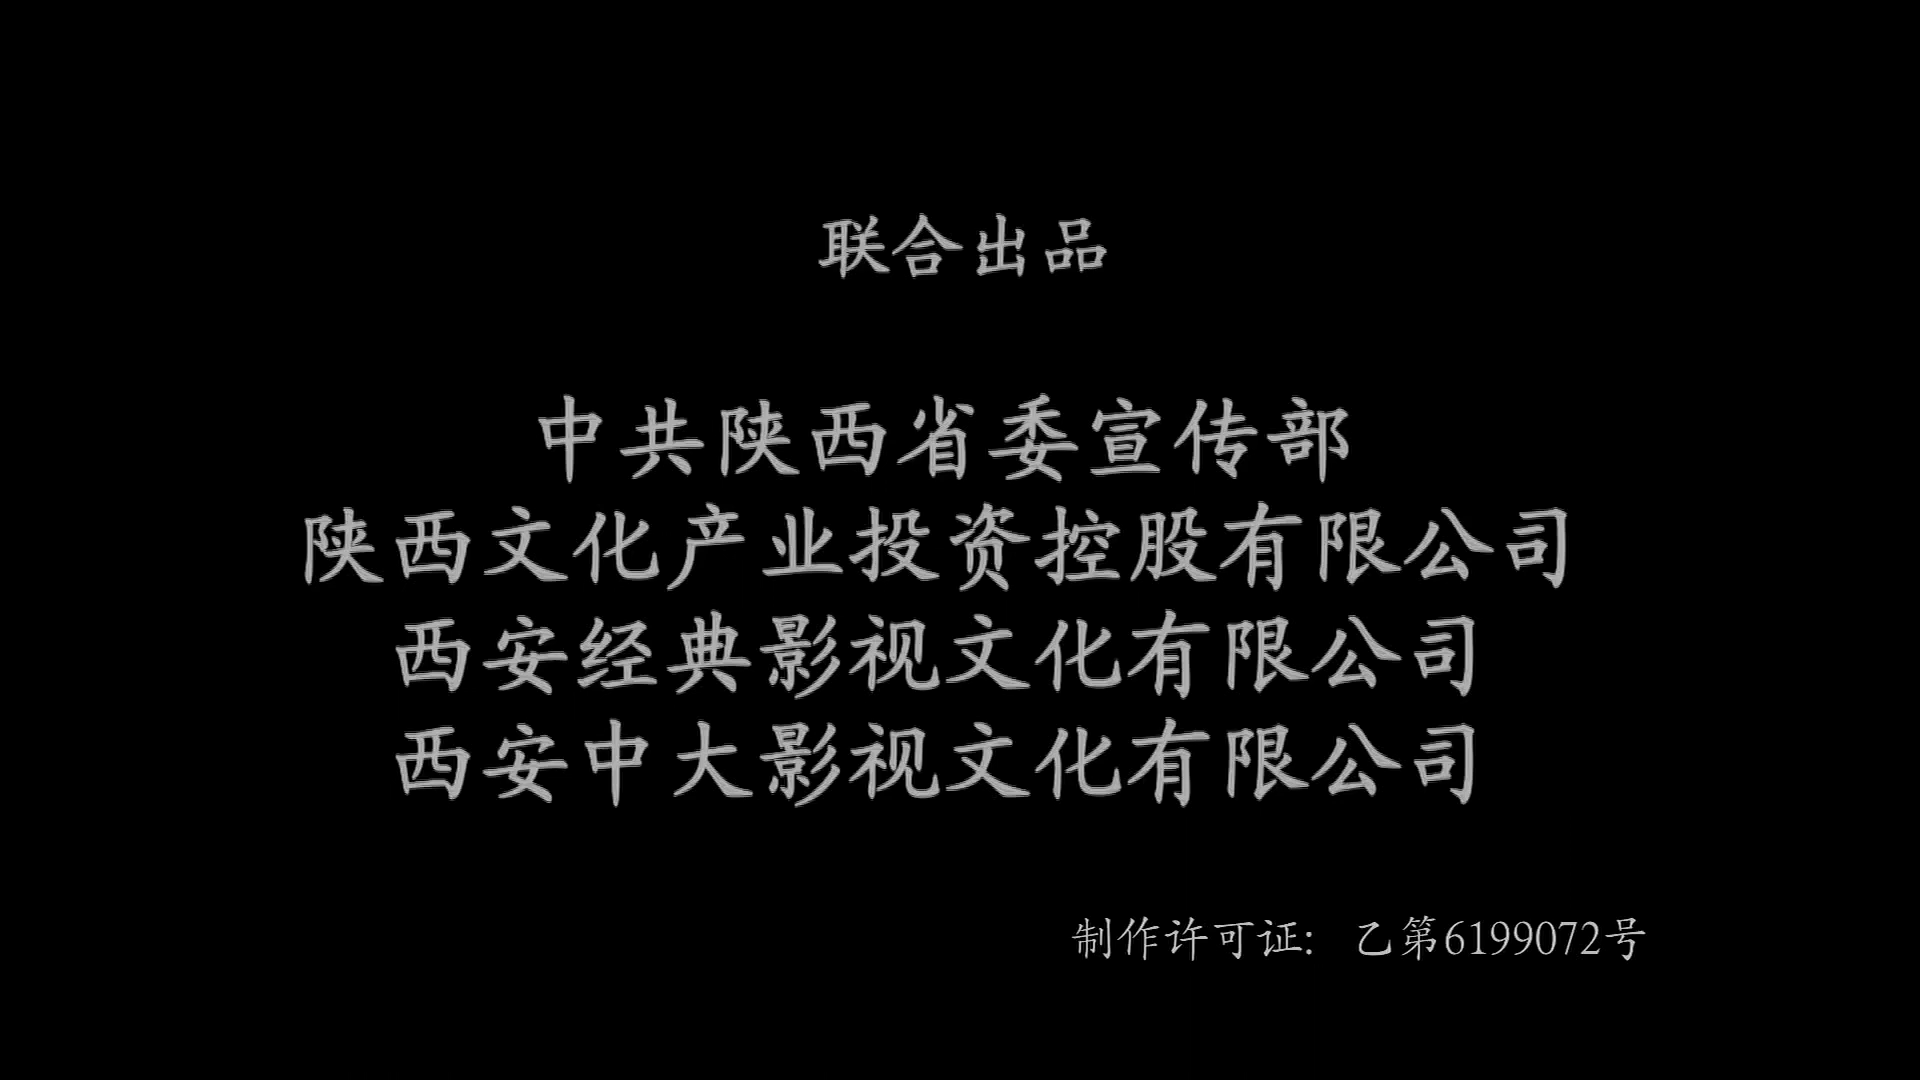 联合出品
中共陕西省委宣传部
陕西文化产业投资控股有限公司
西安经典影视文化有限公司
西安中大影视文化有限公司
制作许可证: 乙第6199072号